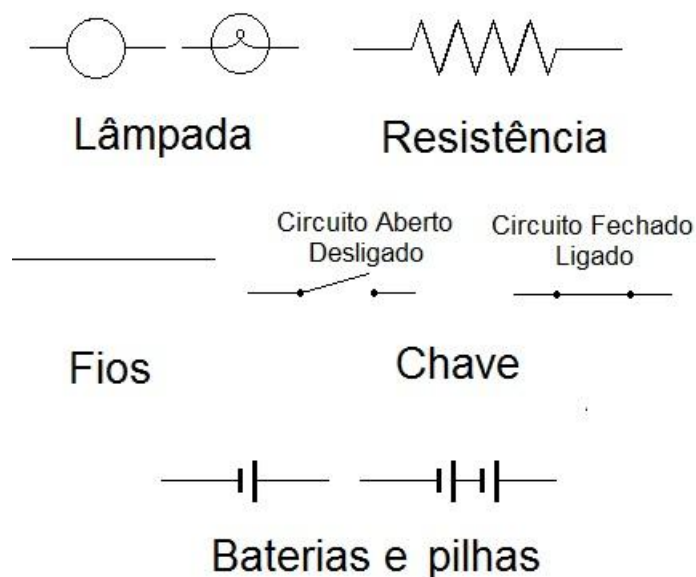 Lâmpada
Resistência
Circuito Aberto
Desligado
Circuito Fechado
Ligado
Fios
Chave
Baterias e pilhas